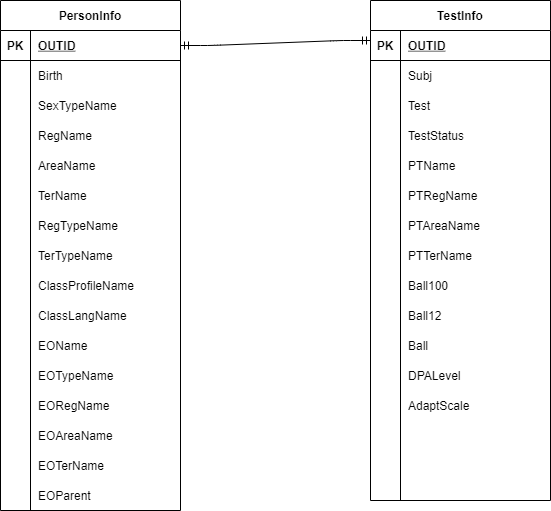 PersonInfo
PK OUTID
Birth
SexTypeName
RegName
AreaName
TerName
RegTypeName
TerTypeName
ClassProfileName
ClassLangName
EOName
EOTypeName
EORegName
EOAreaName
EOTerName
EOParent
TestInfo
PK OUTID
Subj
Test
TestStatus
PTName
PTRegName
PTAreaName
PTTerName
Ball100
Ball12
Ball
DPALevel
AdaptScale